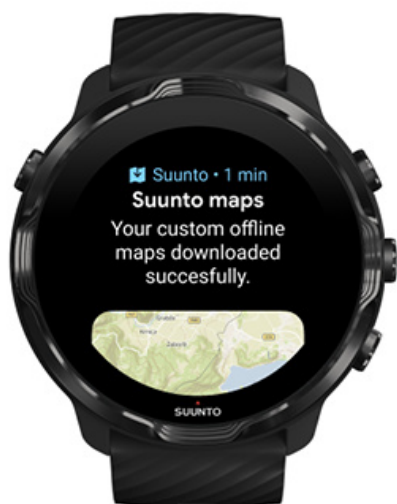 Suunto • 1 min
Suunto maps
Your custom offline
maps downloaded
succesfully.
SUUNTO